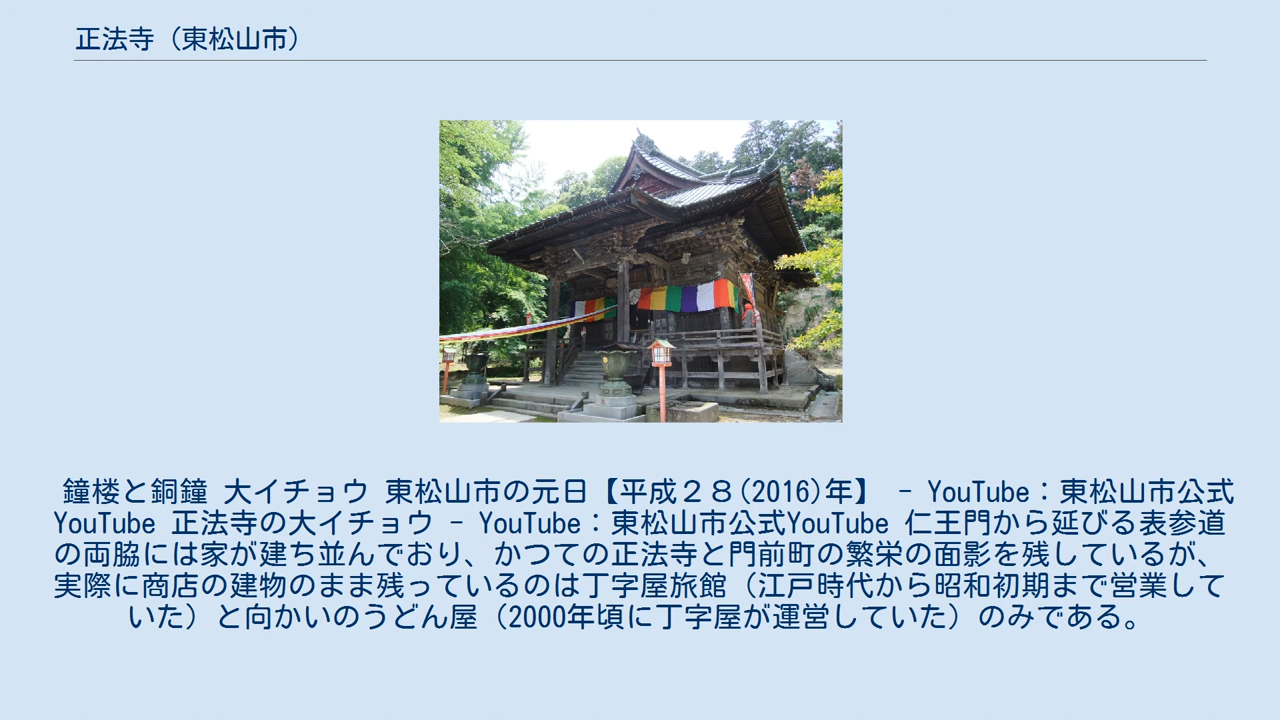 正法寺（東松山市）
鐘楼と銅鐘 大イチョウ 東松山市の元日【平成２８(2016)年】 - YouTube：東松山市公式
YouTube 正法寺の大イチョウ - YouTube：東松山市公式YouTube 仁王門から延びる表参道
の両脇には家が建ち並んでおり、かつての正法寺と門前町の繁栄の面影を残しているが、
実際に商店の建物のまま残っているのは丁字屋旅館（江戸時代から昭和初期まで営業して
いた）と向かいのうどん屋（2000年頃に丁字屋が運営していた）のみである。